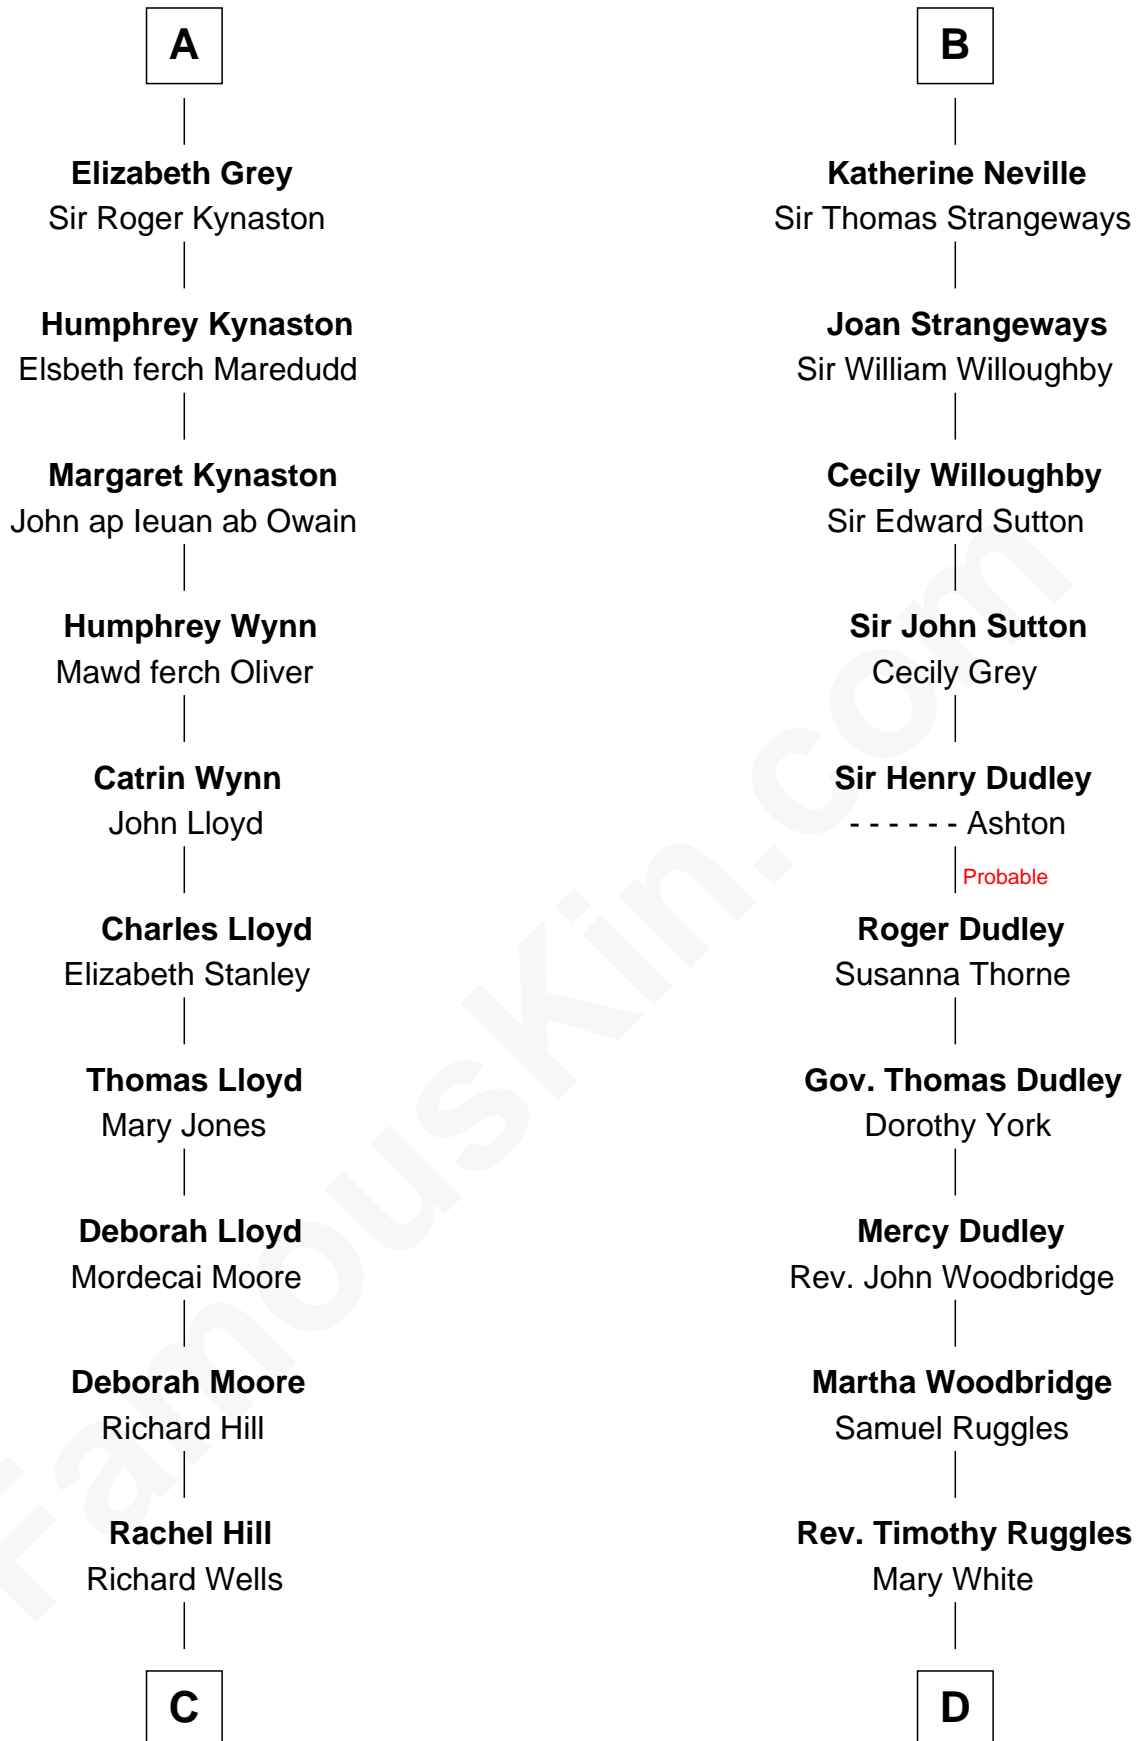 A
Elizabeth Grey
Sir Roger Kynaston
Humphrey Kynaston
Elsbeth ferch Maredudd
Margaret Kynaston
John ap Ieuan ab Owain
Humphrey Wynn
Mawd ferch Oliver
Catrin Wynn
John Lloyd
Charles Lloyd
Elizabeth Stanley
Thomas Lloyd
Mary Jones
Deborah Lloyd
Mordecai Moore
Deborah Moore
Richard Hill
Rachel Hill
Richard Wells
C
B
Katherine Neville
Sir Thomas Strangeways
Joan Strangeways
Sir William Willoughby
Cecily Willoughby
Sir Edward Sutton
Sir John Sutton
Cecily Grey
Sir Henry Dudley
- - - - - - Ashton
Probable
Roger Dudley
Susanna Thorne
Gov. Thomas Dudley
Dorothy York
Mercy Dudley
Rev. John Woodbridge
Martha Woodbridge
Samuel Ruggles
Rev. Timothy Ruggles
Mary White
D
FamousKin.com